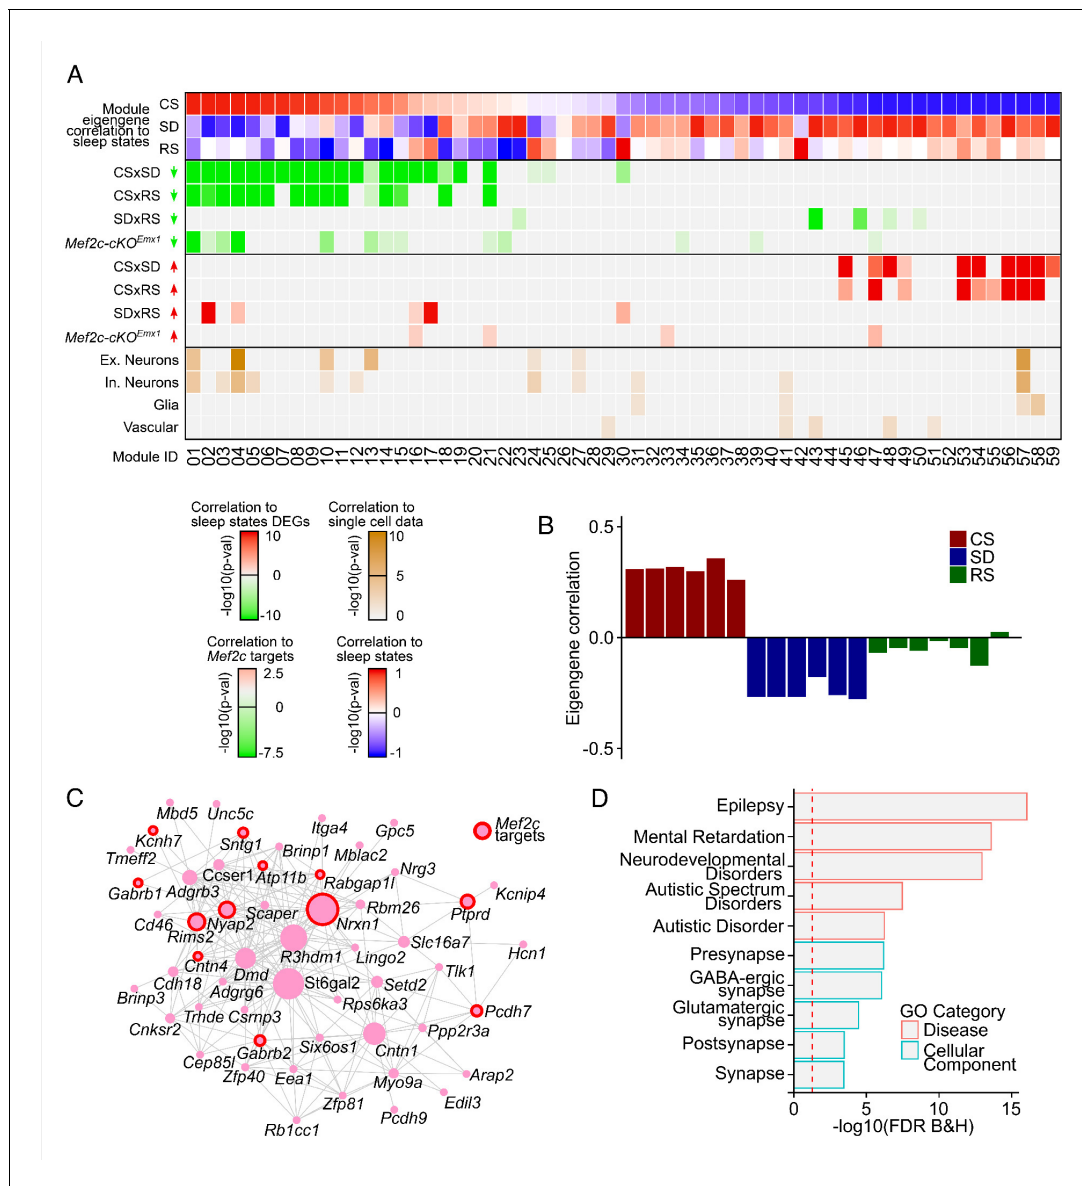 A
Module
eigengene
correlation to
sleep states
CS
SD
RS
CSxSD
CSxRS
SDxRS
Mef2c-cKO^Emx1
CSxSD
CSxRS
SDxRS
Mef2c-cKO^Emx1
Ex. Neurons
In. Neurons
Glia
Vascular
Module ID 01 02 03 04 05 06 07 08 09 10 11 12 13 14 15 16 17 18 19 20 21 22 23 24 25 26 27 28 29 30 31 32 33 34 35 36 37 38 39 40 41 42 43 44 45 46 47 48 49 50 51 52 53 54 55 56 57 58 59
Correlation to
sleep states DEGs
-log10(p-val)
10
0
-10
Correlation to
single cell data
-log10(p-val)
10
5
0
Correlation to
Mef2c targets
-log10(p-val)
2.5
0
-7.5
Correlation to
sleep states
-log10(p-val)
1
0
-1
B
Eigengene correlation
0.5
0.0
-0.5
CS
SD
RS
C
Mbd5
Unc5c
Kcnh7
Sntg1
Itga4
Gpc5
Mef2c
targets
Tmeff2
Brinp1
Mblac2
Ccser1
Atp11b
Nrg3
Gabrb1
Adgrb3
Rabgap1l
Kcnip4
Cd46
Scaper
Rbm26
Ptprd
Rims2
Nyap2
Nrxn1
Slc16a7
Cntn4
R3hdm1
Lingo2
Hcn1
Cdh18
Dmd
Tlk1
Brinp3
Adgrg6
St6gal2
Setd2
Trhde
Csrnp3
Rps6ka3
Pcdh7
Cnksr2
Ppp2r3a
Gabrb2
Six6os1
Cntn1
Cep85l
Zfp40
Eea1
Myo9a
Arap2
Zfp81
Edil3
Pcdh9
Rb1cc1
D
Epilepsy
Mental Retardation
Neurodevelopmental
Disorders
Autistic Spectrum
Disorders
Autistic Disorder
Presynapse
GABA-ergic
synapse
Glutamatergic
synapse
Postsynapse
Synapse
GO Category
Disease
Cellular
Component
0 5 10 15
-log10(FDR B&H)